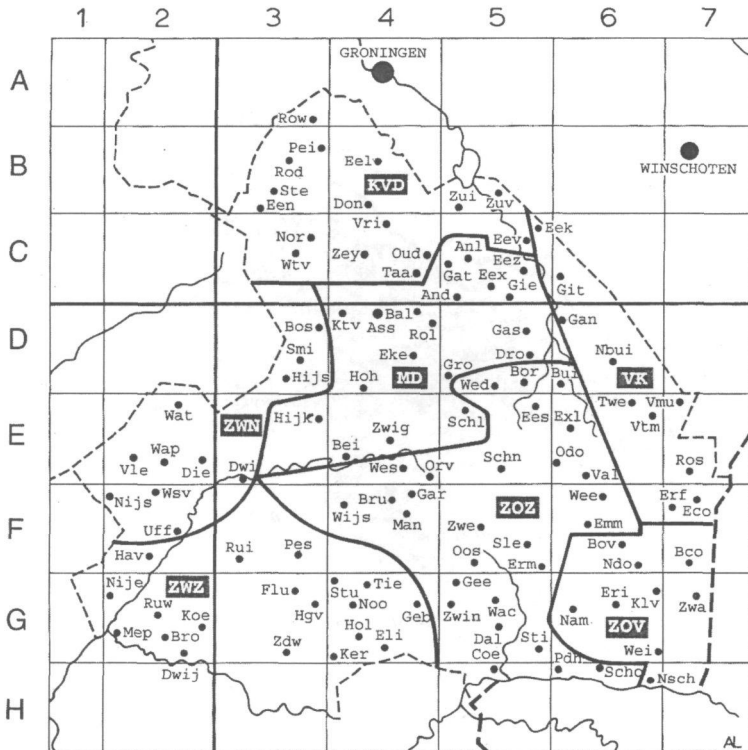 1 2 3 4 5 6 7
GRONINGEN
A
Row
B
Pei
Eel
Rod
KVD
WINSCHOTEN
Ste
Een
Don
Zui
Zuv
Vri
Eek
C
Nor
Eev
Wtv
Zey
Oud
Anl
Eez
Taa
Gat
Eex
Git
And
Gie
D
Bos
Ktv
Ass
Bal
Rol
Gas
Gan
Smi
Eke
Dro
Nbui
Hijs
Hoh
MD
Gro
Wed
Bor
Bui
VK
E
Wat
ZWN
Hijk
Schl
Ees
Exl
Twe
Vmu
Vtm
Zwig
Vle
Wap
Die
Bei
Dwi
Wes
Orv
Schn
Odo
Val
Ros
Nijs
Wsv
Wijs
Bru
Gar
Man
ZOZ
Wee
Erf
Eco
F
Uff
Zwe
Emm
Hav
Rui
Pes
Oos
Sle
Erm
Bov
Ndo
Bco
Nije
ZWZ
Flu
Stu
Tie
Gee
Eri
Klv
Zwa
G
Ruw
Koe
Hgv
Noo
Geb
Zwin
Wac
Nam
ZOV
Mep
Bro
Hol
Eli
Dal
Sti
Wei
Dwij
Zdw
Ker
Coe
Pdh
Scho
Nsch
H
AL